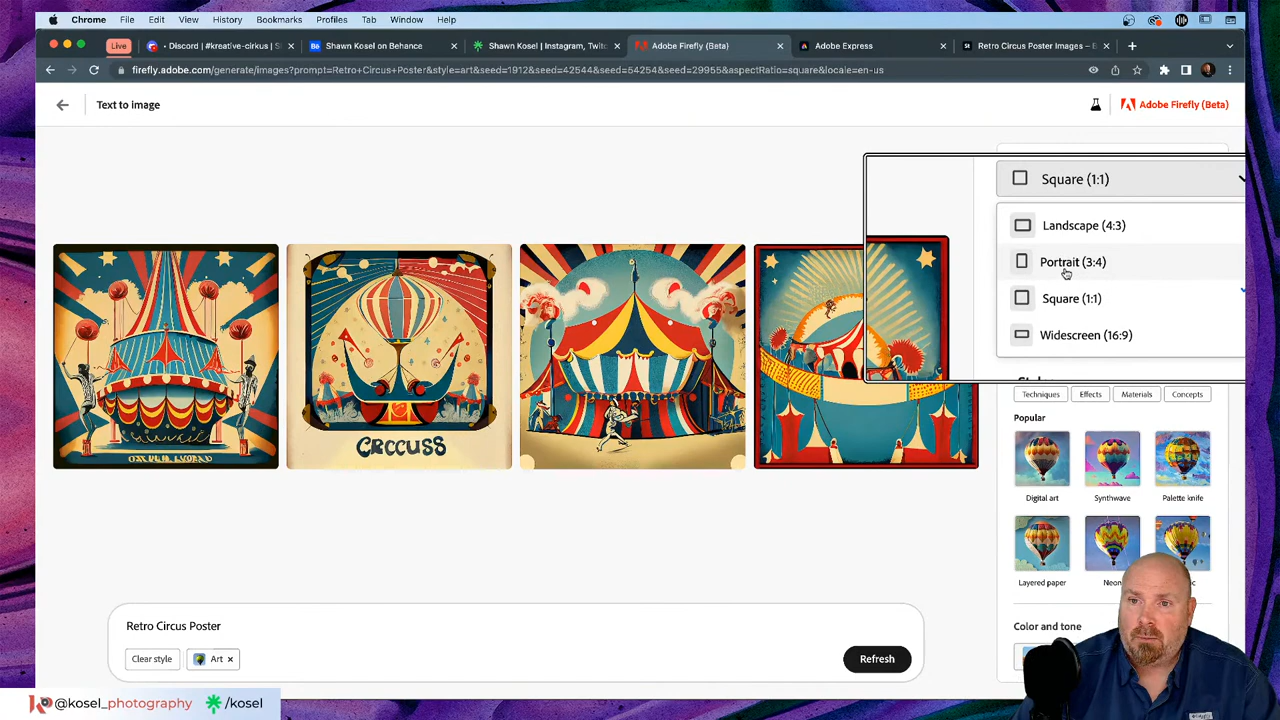 Chrome File Edit View History Bookmarks Profiles Tab Window Help
Live • Discord | #kreative-cirkus | S Shawn Kosel on Behance Shawn Kosel | Instagram, Twitc Adobe Firefly (Beta) Adobe Express St Retro Circus Poster Images – B
firefly.adobe.com/generate/images?prompt=Retro+Circus+Poster&style=art&seed=1912&seed=42544&seed=54254&seed=29955&aspectRatio=square&locale=en-us
Text to image
Adobe Firefly (Beta)
Square (1:1)
Landscape (4:3)
Portrait (3:4)
Square (1:1)
Widescreen (16:9)
CRCCUSS
Techniques Effects Materials Concepts
Popular
Digital art Synthwave Palette knife
Layered paper Neon
Color and tone
Retro Circus Poster
Clear style Art Refresh
@kosel_photography /kosel